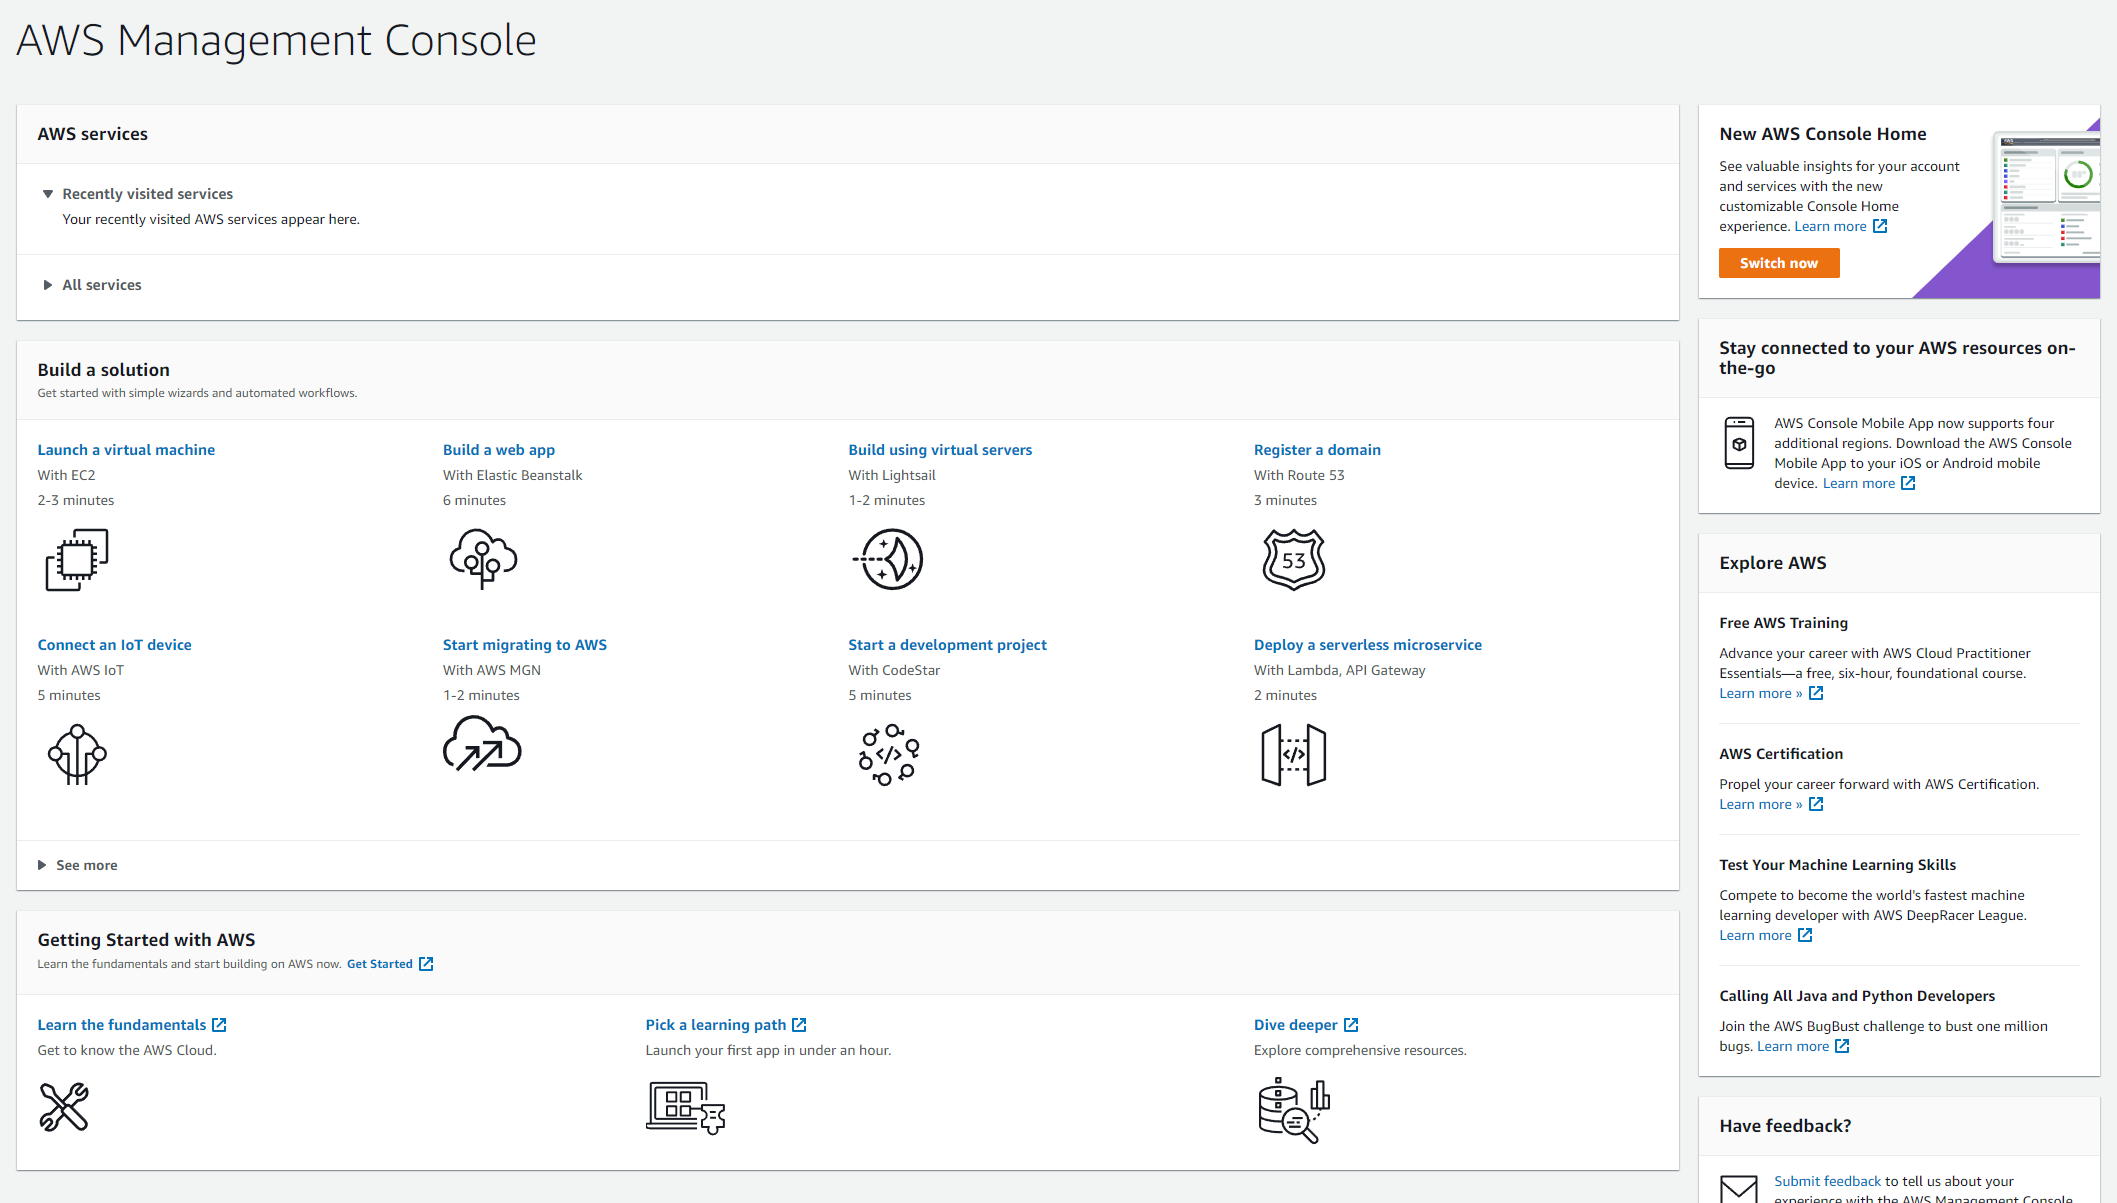 AWS Management Console
AWS services
Recently visited services
Your recently visited AWS services appear here.
All services
Build a solution
Get started with simple wizards and automated workflows.
Launch a virtual machine
With EC2
2-3 minutes
Build a web app
With Elastic Beanstalk
6 minutes
Build using virtual servers
With Lightsail
1-2 minutes
Register a domain
With Route 53
3 minutes
53
Connect an IoT device
With AWS IoT
5 minutes
Start migrating to AWS
With AWS MGN
1-2 minutes
Start a development project
With CodeStar
5 minutes
</>
Deploy a serverless microservice
With Lambda, API Gateway
2 minutes
</>
See more
Getting Started with AWS
Learn the fundamentals and start building on AWS now. Get Started
Learn the fundamentals
Get to know the AWS Cloud.
Pick a learning path
Launch your first app in under an hour.
Dive deeper
Explore comprehensive resources.
New AWS Console Home
See valuable insights for your account
and services with the new
customizable Console Home
experience. Learn more
Switch now
Stay connected to your AWS resources on-
the-go
AWS Console Mobile App now supports four
additional regions. Download the AWS Console
Mobile App to your iOS or Android mobile
device. Learn more
Explore AWS
Free AWS Training
Advance your career with AWS Cloud Practitioner
Essentials—a free, six-hour, foundational course.
Learn more »
AWS Certification
Propel your career forward with AWS Certification.
Learn more »
Test Your Machine Learning Skills
Compete to become the world's fastest machine
learning developer with AWS DeepRacer League.
Learn more
Calling All Java and Python Developers
Join the AWS BugBust challenge to bust one million
bugs. Learn more
Have feedback?
Submit feedback to tell us about your
experience with the AWS Management Console